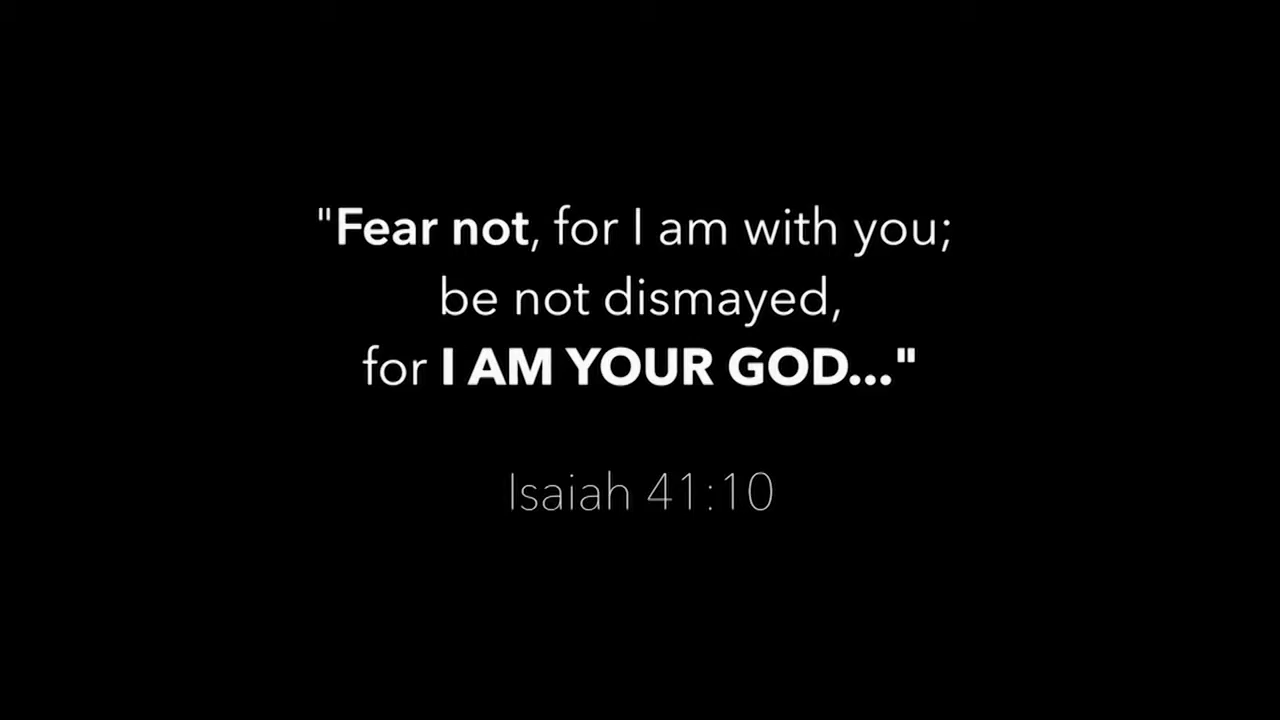 "Fear not, for I am with you;
be not dismayed,
for I AM YOUR GOD..."
Isaiah 41:10